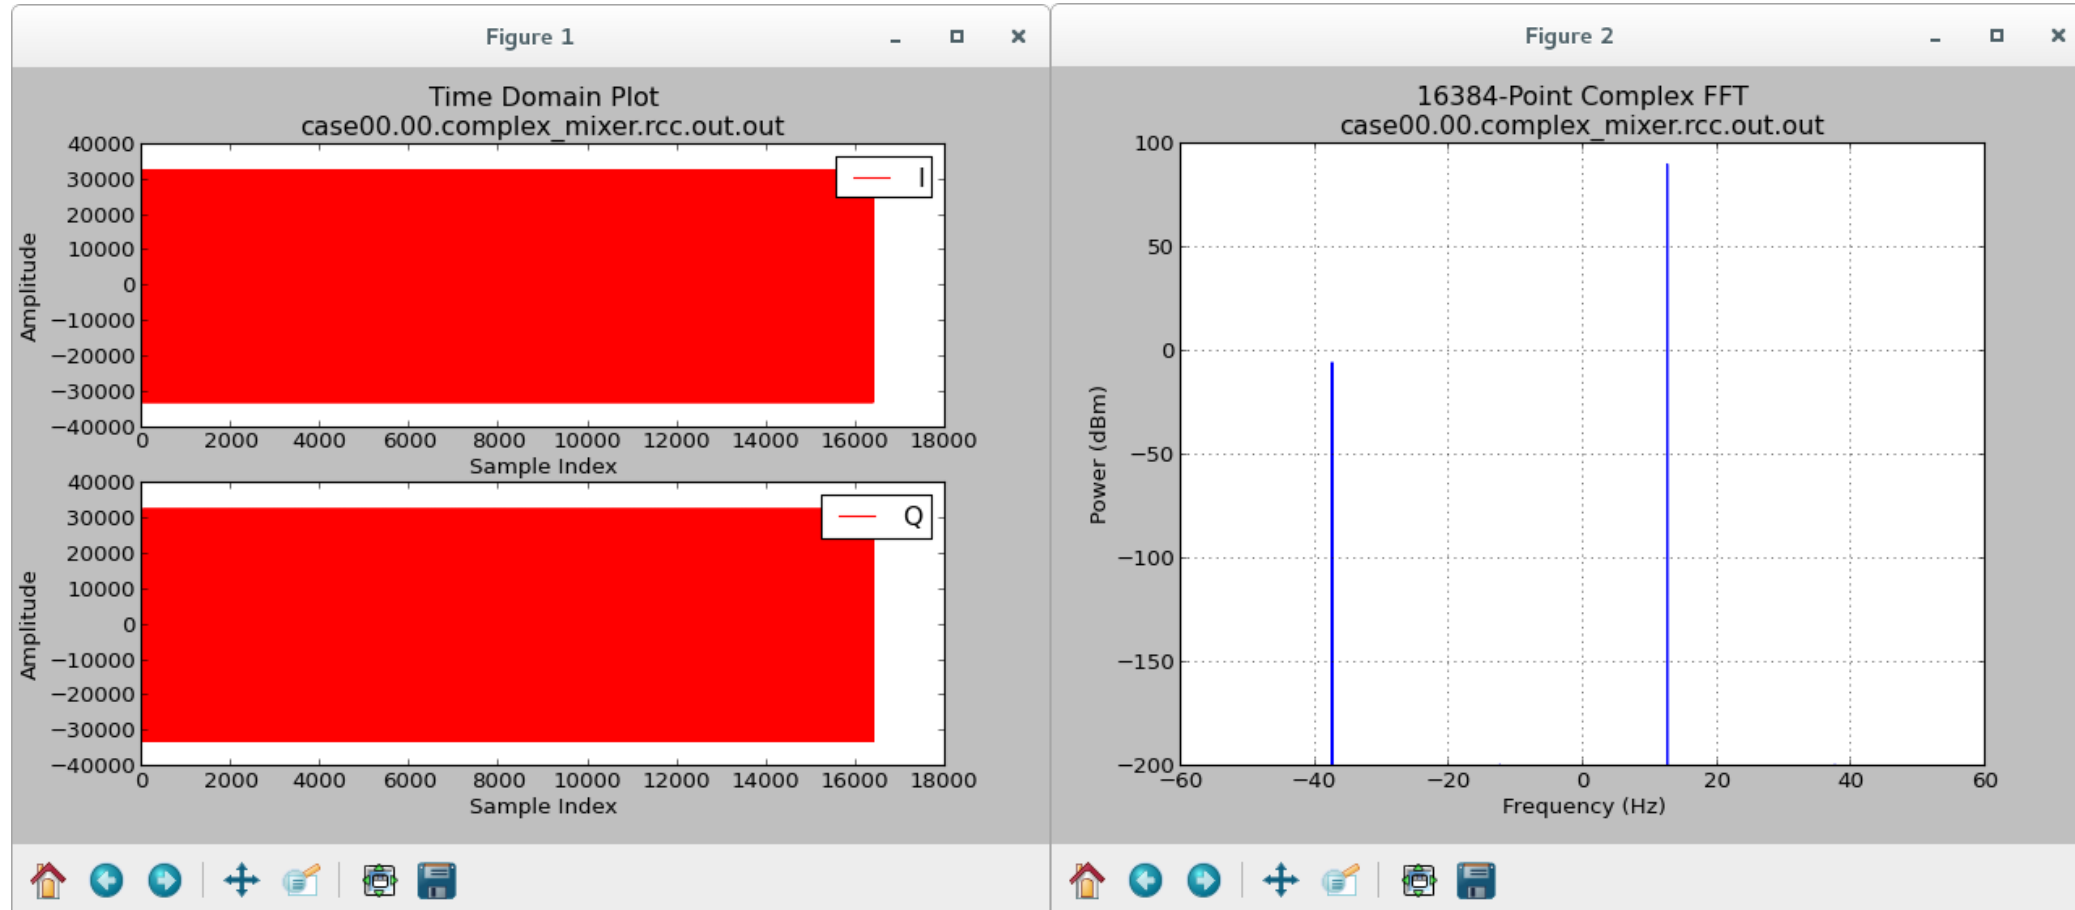 Figure 1
Time Domain Plot
case00.00.complex_mixer.rcc.out.out
40000
30000
20000
10000
0
−10000
−20000
−30000
−40000
Amplitude
I
0 2000 4000 6000 8000 10000 12000 14000 16000 18000
Sample Index
40000
30000
20000
10000
0
−10000
−20000
−30000
−40000
Amplitude
Q
0 2000 4000 6000 8000 10000 12000 14000 16000 18000
Sample Index
Figure 2
16384-Point Complex FFT
case00.00.complex_mixer.rcc.out.out
100
50
0
−50
−100
−150
−200
Power (dBm)
−60 −40 −20 0 20 40 60
Frequency (Hz)